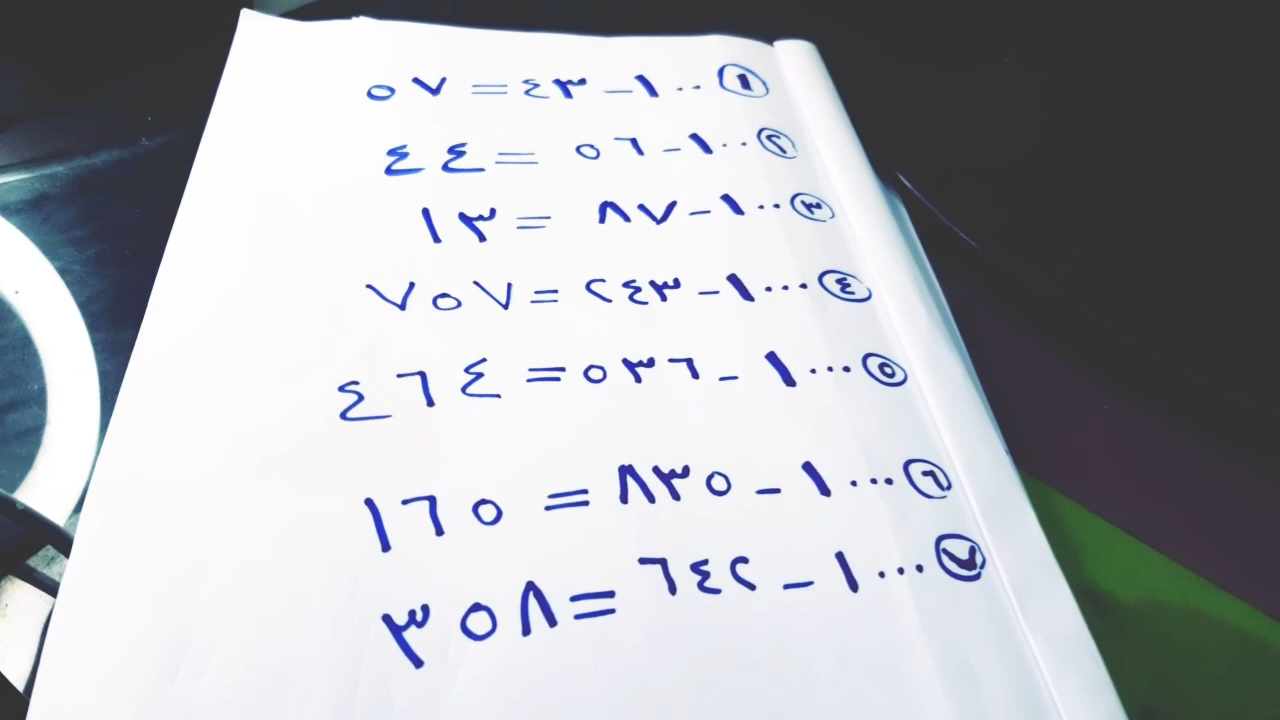 ١ ١٠٠ - ٤٣ = ٥٧
٢ ١٠٠ - ٥٦ = ٤٤
٣ ١٠٠ - ٨٧ = ١٣
٤ ١٠٠٠ - ٢٤٣ = ٧٥٧
٥ ١٠٠٠ - ٥٣٦ = ٤٦٤
٦ ١٠٠٠ - ٨٣٥ = ١٦٥
٧ ١٠٠٠ - ٦٤٢ = ٣٥٨